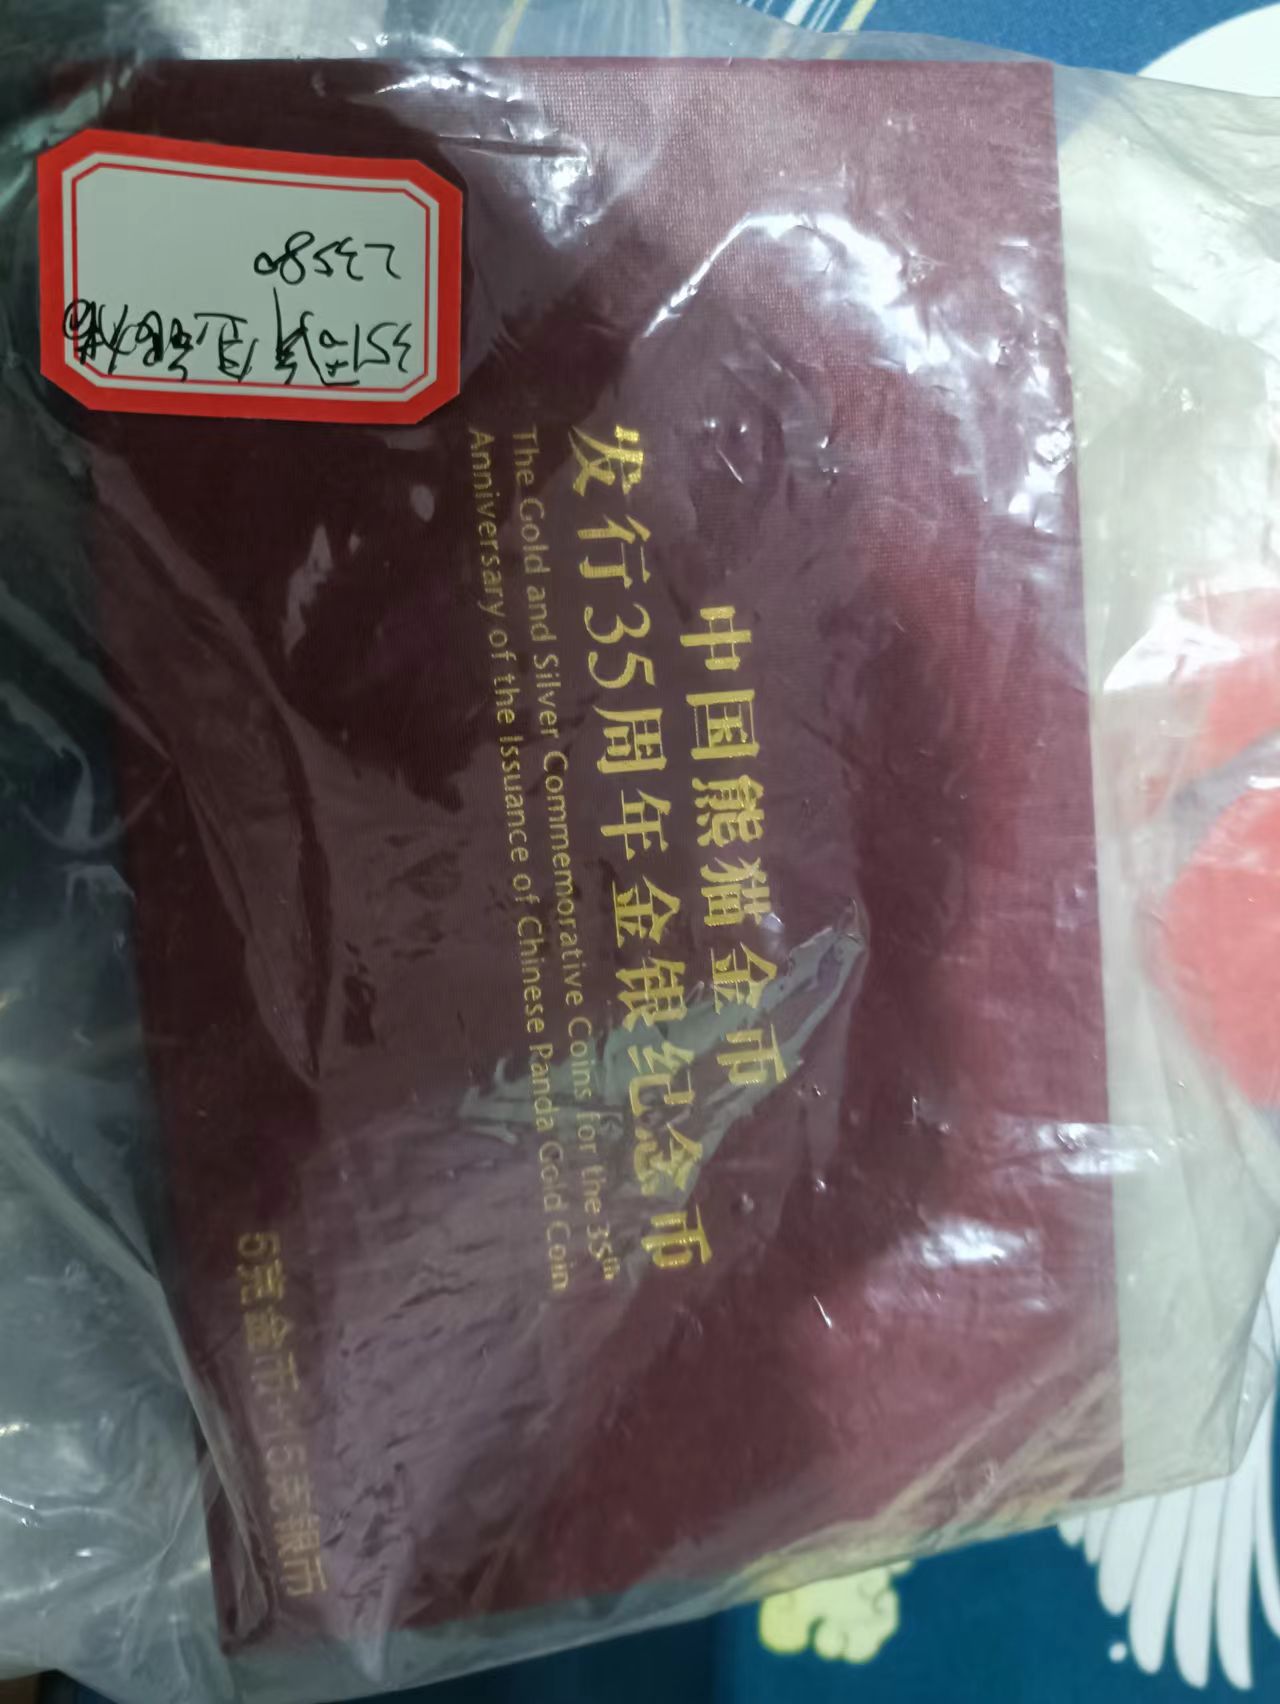 中国熊猫金币
发行35周年金银纪念币
The Gold and Silver Commemorative Coins for the 35th
Anniversary of the Issuance of Chinese Panda Gold Coin
5克金币+15克银币
23580